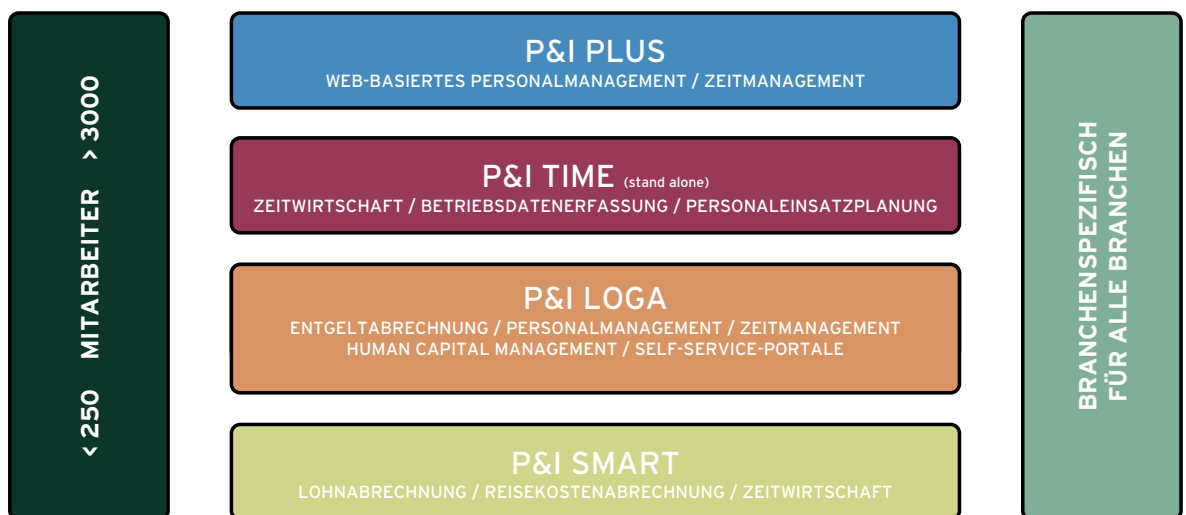 < 250 MITARBEITER > 3000
P&I PLUS
WEB-BASIERTES PERSONALMANAGEMENT / ZEITMANAGEMENT
P&I TIME (stand alone)
ZEITWIRTSCHAFT / BETRIEBSDATENERFASSUNG / PERSONALEINSATZPLANUNG
P&I LOGA
ENTGELTABRECHNUNG / PERSONALMANAGEMENT / ZEITMANAGEMENT
HUMAN CAPITAL MANAGEMENT / SELF-SERVICE-PORTALE
P&I SMART
LOHNABRECHNUNG / REISEKOSTENABRECHNUNG / ZEITWIRTSCHAFT
BRANCHENSPEZIFISCH
FÜR ALLE BRANCHEN